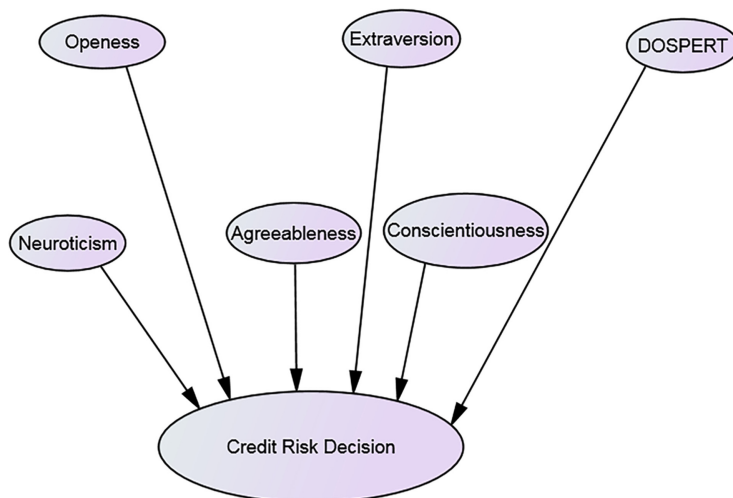 Openess
Extraversion
DOSPERT
Neuroticism
Agreeableness
Conscientiousness
Credit Risk Decision